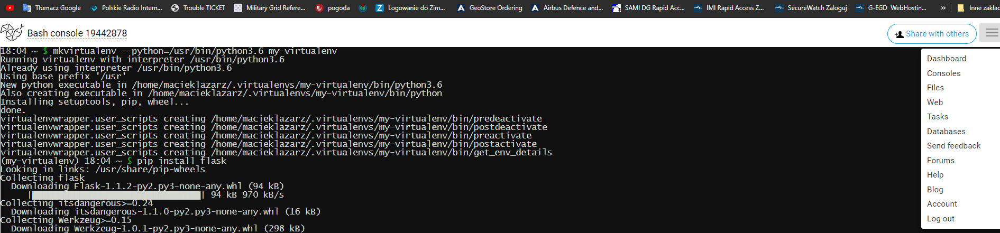 Tłumacz Google
Polskie Radio Intern...
Trouble TICKET
Military Grid Refere...
pogoda
Logowanie do Zim...
GeoStore Ordering
Airbus Defence and...
SAMI DG Rapid Acc...
IMI Rapid Access Z...
SecureWatch Zaloguj
G-EGD WebHostin...
»
Inne zakład
Bash console 19442878
Share with others
18:04 ~ $ mkvirtualenv --python=/usr/bin/python3.6 my-virtualenv
Running virtualenv with interpreter /usr/bin/python3.6
Already using interpreter /usr/bin/python3.6
Using base prefix '/usr'
New python executable in /home/macieklazarz/.virtualenvs/my-virtualenv/bin/python3.6
Also creating executable in /home/macieklazarz/.virtualenvs/my-virtualenv/bin/python
Installing setuptools, pip, wheel...
done.
virtualenvwrapper.user_scripts creating /home/macieklazarz/.virtualenvs/my-virtualenv/bin/predeactivate
virtualenvwrapper.user_scripts creating /home/macieklazarz/.virtualenvs/my-virtualenv/bin/postdeactivate
virtualenvwrapper.user_scripts creating /home/macieklazarz/.virtualenvs/my-virtualenv/bin/preactivate
virtualenvwrapper.user_scripts creating /home/macieklazarz/.virtualenvs/my-virtualenv/bin/postactivate
virtualenvwrapper.user_scripts creating /home/macieklazarz/.virtualenvs/my-virtualenv/bin/get_env_details
(my-virtualenv) 18:04 ~ $ pip install flask
Looking in links: /usr/share/pip-wheels
Collecting flask
Downloading Flask-1.1.2-py2.py3-none-any.whl (94 kB)
|████████████████████████████████| 94 kB 970 kB/s
Collecting itsdangerous>=0.24
Downloading itsdangerous-1.1.0-py2.py3-none-any.whl (16 kB)
Collecting Werkzeug>=0.15
Downloading Werkzeug-1.0.1-py2.py3-none-any.whl (298 kB)
Dashboard
Consoles
Files
Web
Tasks
Databases
Send feedback
Forums
Help
Blog
Account
Log out